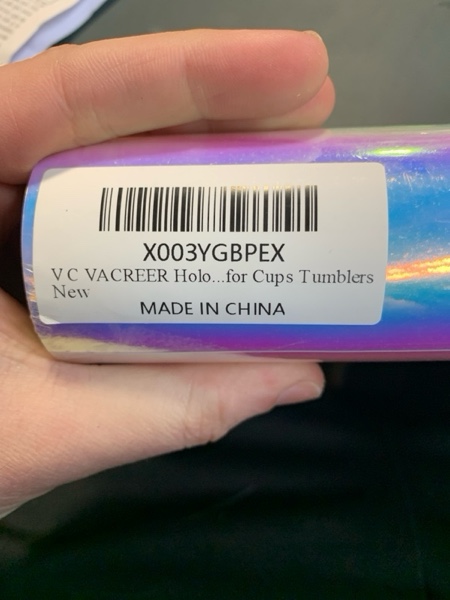 X003YGBPEX
V C VACREER Holo...for Cups Tumblers
New
MADE IN CHINA